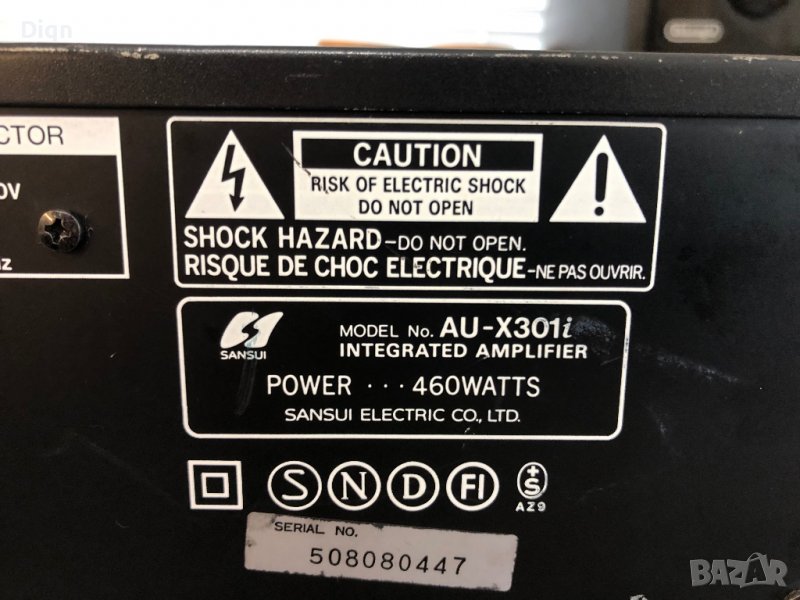 Diqn
CTOR
0V
HZ
CAUTION
RISK OF ELECTRIC SHOCK
DO NOT OPEN
SHOCK HAZARD–DO NOT OPEN.
RISQUE DE CHOC ELECTRIQUE–NE PAS OUVRIR.
SANSUI
MODEL No. AU-X301i
INTEGRATED AMPLIFIER
POWER ··· 460WATTS
SANSUI ELECTRIC CO., LTD.
S N D FI +S
AZ9
SERIAL NO.
508080447
BAZAR